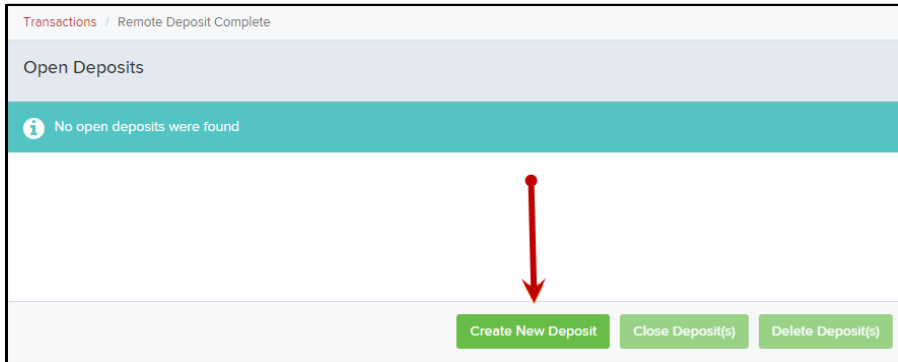 Transactions / Remote Deposit Complete
Open Deposits
No open deposits were found
Create New Deposit Close Deposit(s) Delete Deposit(s)